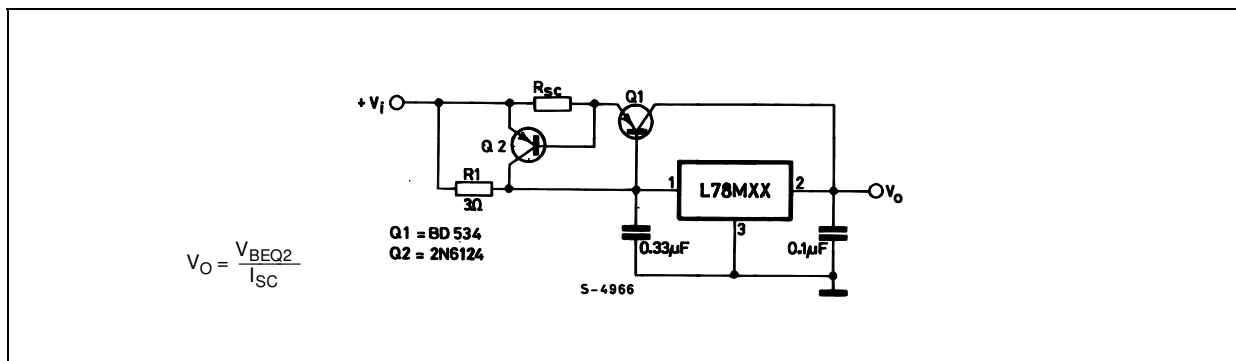 Rsc
Q1
+ Vi
Q 2
R1
3Ω
1
L78MXX
2
Vo
3
Q1 = BD 534
Q2 = 2N6124
0.33µF
0.1µF
VO = VBEQ2 / ISC
S-4966